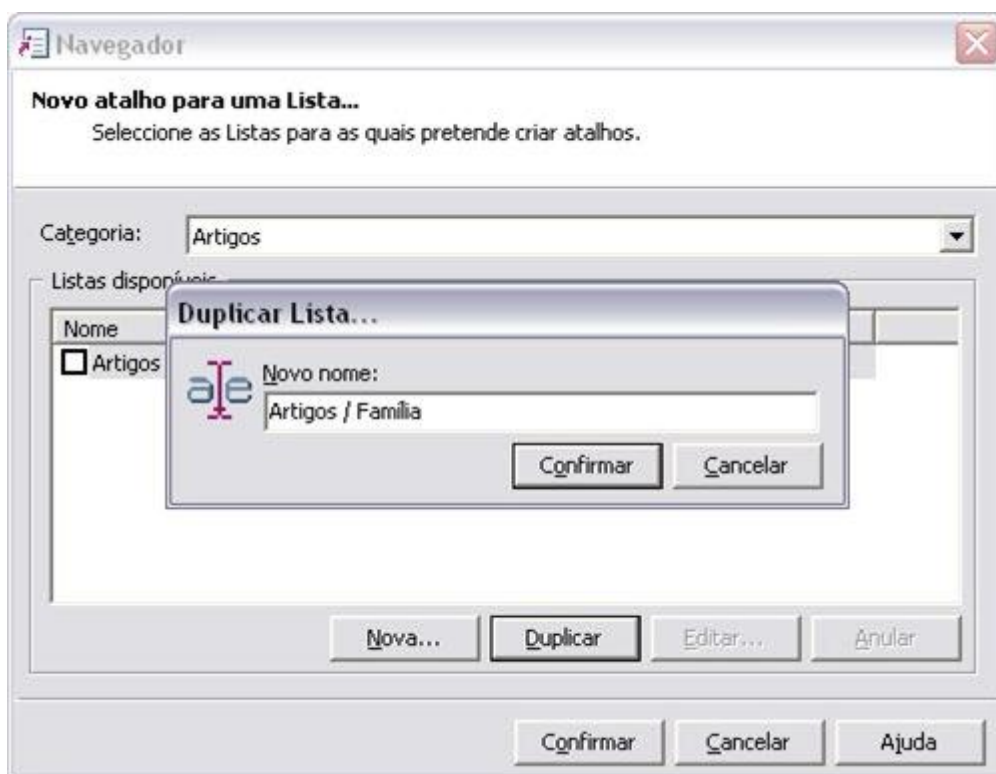 Navegador
Novo atalho para uma Lista...
Seleccione as Listas para as quais pretende criar atalhos.
Categoria: Artigos
Listas disponíveis
Nome
Artigos
Duplicar Lista...
Novo nome:
Artigos / Família
Confirmar Cancelar
Nova... Duplicar Editar... Anular
Confirmar Cancelar Ajuda